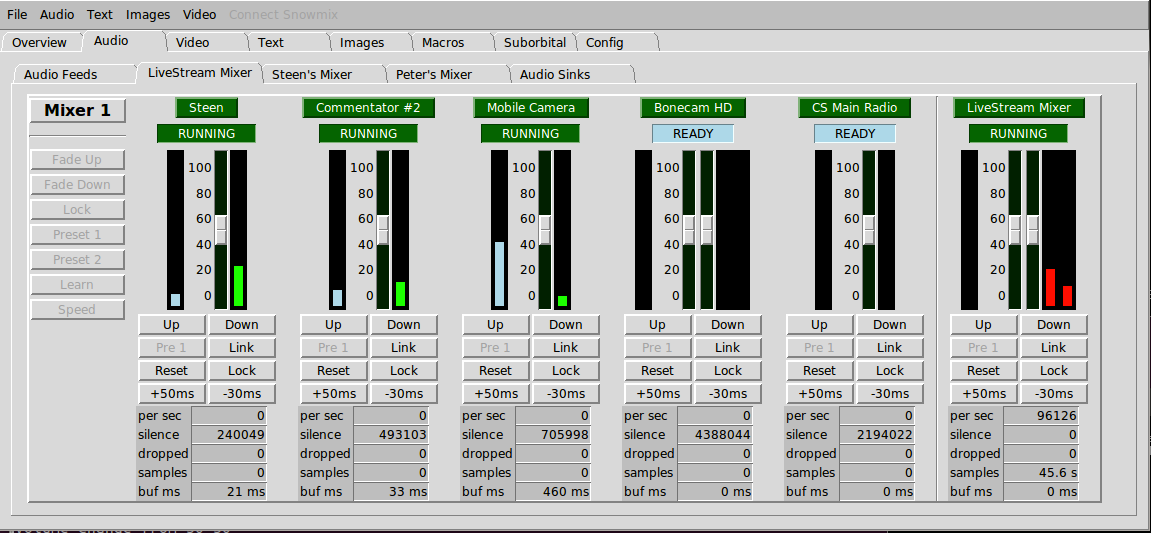 File Audio Text Images Video Connect Snowmix
Overview Audio Video Text Images Macros Suborbital Config
Audio Feeds LiveStream Mixer Steen's Mixer Peter's Mixer Audio Sinks
Mixer 1 Steen Commentator #2 Mobile Camera Bonecam HD CS Main Radio LiveStream Mixer
RUNNING RUNNING RUNNING READY READY RUNNING
Fade Up 100 100 100 100 100 100
Fade Down 80 80 80 80 80 80
Lock 60 60 60 60 60 60
Preset 1 40 40 40 40 40 40
Preset 2 20 20 20 20 20 20
Learn 0 0 0 0 0 0
Speed
Up Down Up Down Up Down Up Down Up Down Up Down
Pre 1 Link Pre 1 Link Pre 1 Link Pre 1 Link Pre 1 Link Pre 1 Link
Reset Lock Reset Lock Reset Lock Reset Lock Reset Lock Reset Lock
+50ms -30ms +50ms -30ms +50ms -30ms +50ms -30ms +50ms -30ms +50ms -30ms
per sec 0 per sec 0 per sec 0 per sec 0 per sec 0 per sec 96126
silence 240049 silence 493103 silence 705998 silence 4388044 silence 2194022 silence 0
dropped 0 dropped 0 dropped 0 dropped 0 dropped 0 dropped 0
samples 0 samples 0 samples 0 samples 0 samples 0 samples 45.6 s
buf ms 21 ms buf ms 33 ms buf ms 460 ms buf ms 0 ms buf ms 0 ms buf ms 0 ms